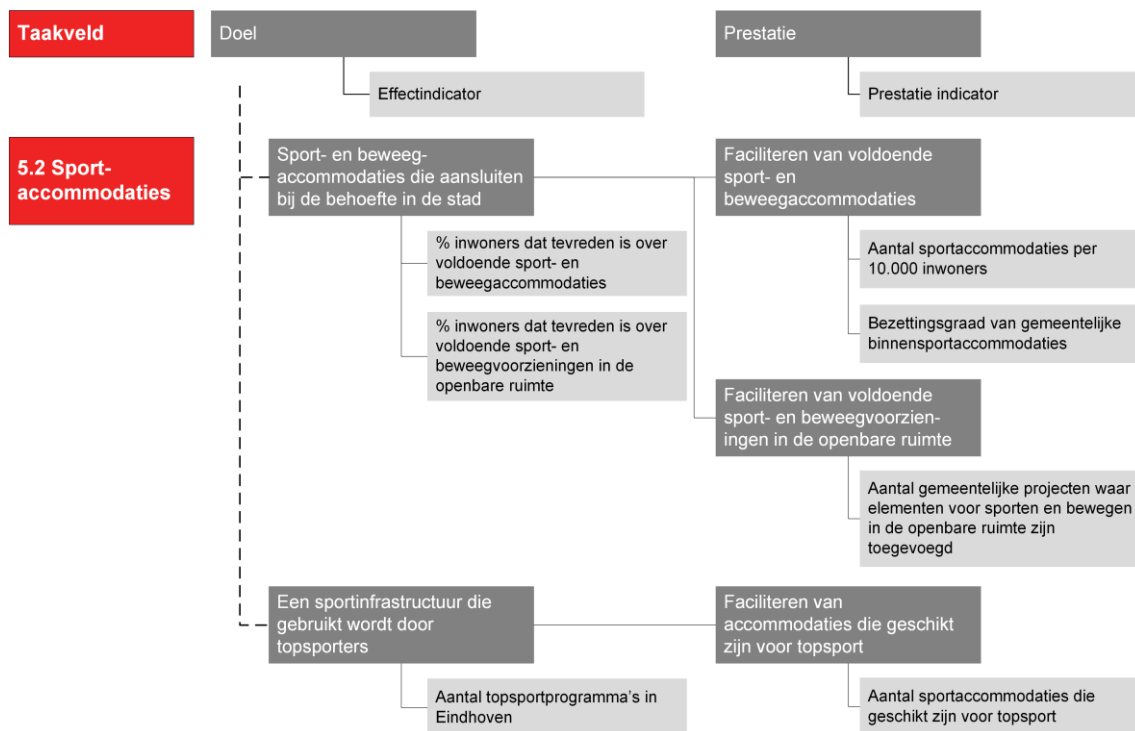 Taakveld
Doel
Prestatie
Effectindicator
Prestatie indicator
5.2 Sport-
accommodaties
Sport- en beweeg-
accommodaties die aansluiten
bij de behoefte in de stad
Faciliteren van voldoende
sport- en
beweegaccommodaties
% inwoners dat tevreden is over
voldoende sport- en
beweegaccommodaties
Aantal sportaccommodaties per
10.000 inwoners
% inwoners dat tevreden is over
voldoende sport- en
beweegvoorzieningen in de
openbare ruimte
Bezettingsgraad van gemeentelijke
binnensportaccommodaties
Faciliteren van voldoende
sport- en beweegvoorzien-
ingen in de openbare ruimte
Aantal gemeentelijke projecten waar
elementen voor sporten en bewegen
in de openbare ruimte zijn
toegevoegd
Een sportinfrastructuur die
gebruikt wordt door
topsporters
Faciliteren van
accommodaties die geschikt
zijn voor topsport
Aantal topsportprogramma's in
Eindhoven
Aantal sportaccommodaties die
geschikt zijn voor topsport